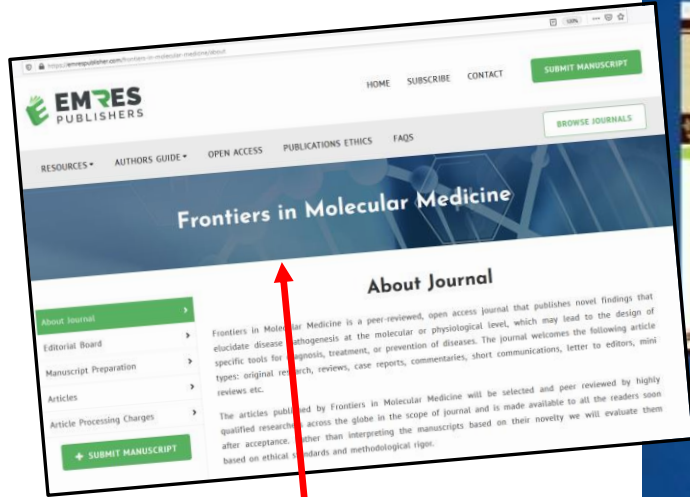 https://emrespublisher.com/frontiers-in-molecular-medicine/about
120%
EMRES
PUBLISHERS
HOME SUBSCRIBE CONTACT
SUBMIT MANUSCRIPT
RESOURCES AUTHORS GUIDE OPEN ACCESS PUBLICATIONS ETHICS FAQS
BROWSE JOURNALS
Frontiers in Molecular Medicine
About Journal
Editorial Board
Manuscript Preparation
Articles
Article Processing Charges
+ SUBMIT MANUSCRIPT
About Journal
Frontiers in Molecular Medicine is a peer-reviewed, open access journal that publishes novel findings that
elucidate disease pathogenesis at the molecular or physiological level, which may lead to the design of
specific tools for diagnosis, treatment, or prevention of diseases. The journal welcomes the following article
types: original research, reviews, case reports, commentaries, short communications, letter to editors, mini
reviews etc.
The articles published by Frontiers in Molecular Medicine will be selected and peer reviewed by highly
qualified researchers across the globe in the scope of journal and is made available to all the readers soon
after acceptance. Rather than interpreting the manuscripts based on their novelty we will evaluate them
based on ethical standards and methodological rigor.